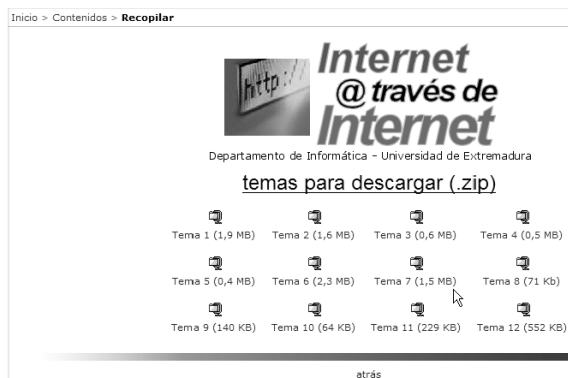 Inicio > Contenidos > Recopilar
http://
Internet
@ través de
Internet
Departamento de Informática - Universidad de Extremadura
temas para descargar (.zip)
Tema 1 (1,9 MB) Tema 2 (1,6 MB) Tema 3 (0,6 MB) Tema 4 (0,5 MB)
Tema 5 (0,4 MB) Tema 6 (2,3 MB) Tema 7 (1,5 MB) Tema 8 (71 Kb)
Tema 9 (140 KB) Tema 10 (64 KB) Tema 11 (229 KB) Tema 12 (552 KB)
atrás